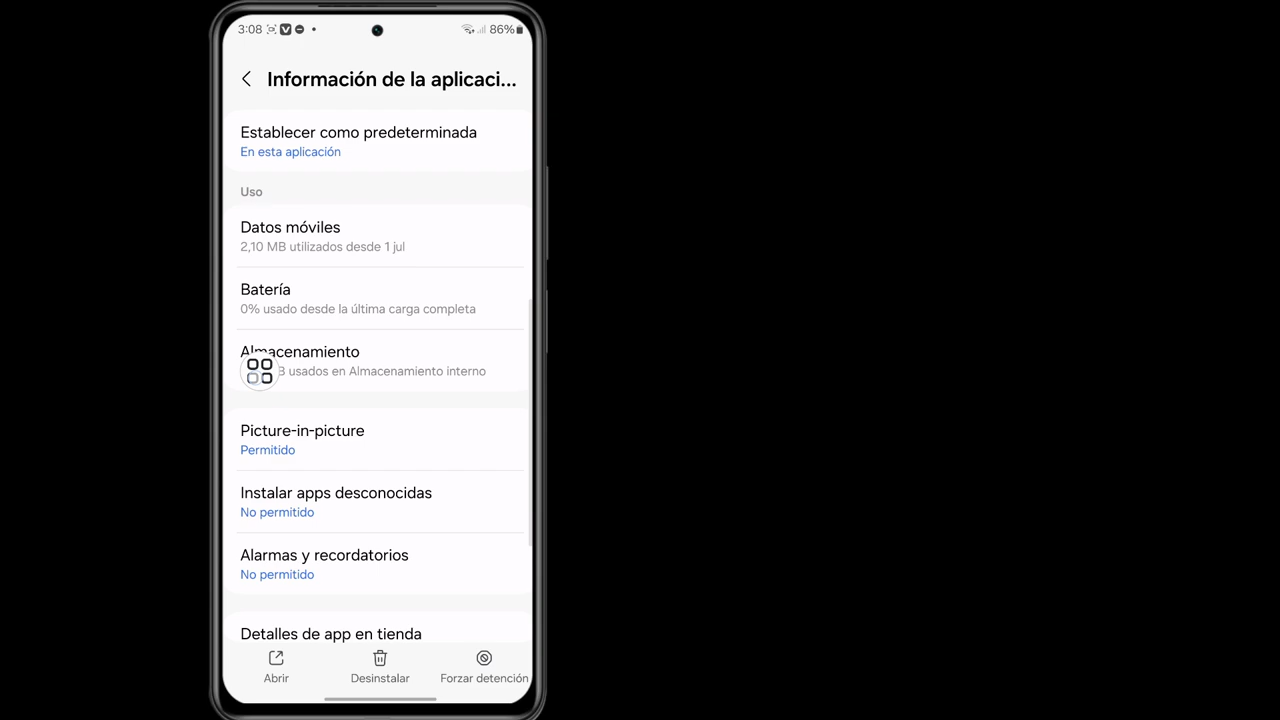 3:08 86%
Información de la aplicaci...
Establecer como predeterminada
En esta aplicación
Uso
Datos móviles
2,10 MB utilizados desde 1 jul
Batería
0% usado desde la última carga completa
Almacenamiento
usados en Almacenamiento interno
Picture-in-picture
Permitido
Instalar apps desconocidas
No permitido
Alarmas y recordatorios
No permitido
Detalles de app en tienda
Abrir Desinstalar Forzar detención